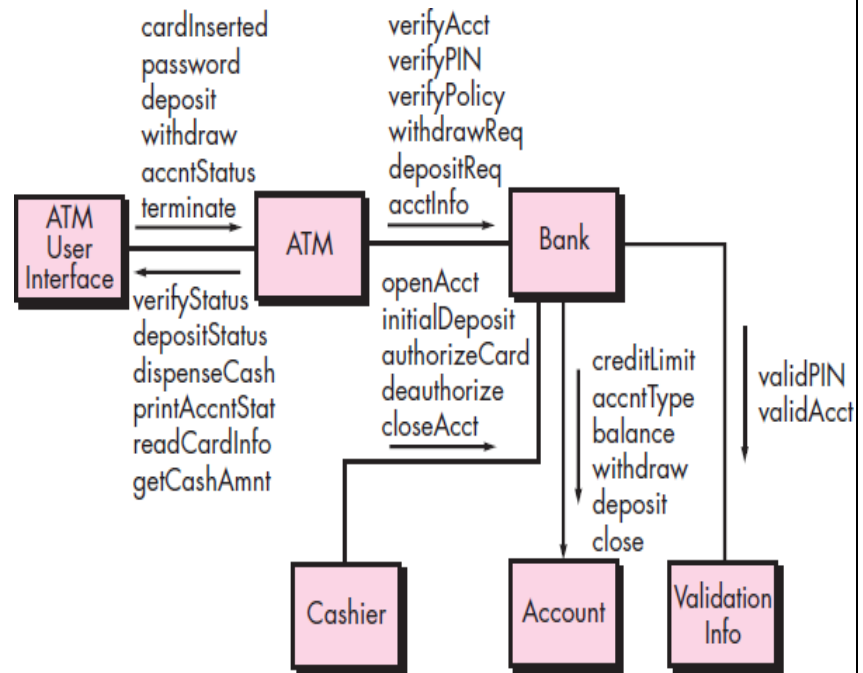 cardInserted
password
deposit
withdraw
accntStatus
terminate
verifyAcct
verifyPIN
verifyPolicy
withdrawReq
depositReq
acctInfo
ATM
User
Interface
ATM
Bank
verifyStatus
depositStatus
dispenseCash
printAccntStat
readCardInfo
getCashAmnt
openAcct
initialDeposit
authorizeCard
deauthorize
closeAcct
creditLimit
accntType
balance
withdraw
deposit
close
validPIN
validAcct
Cashier
Account
Validation
Info